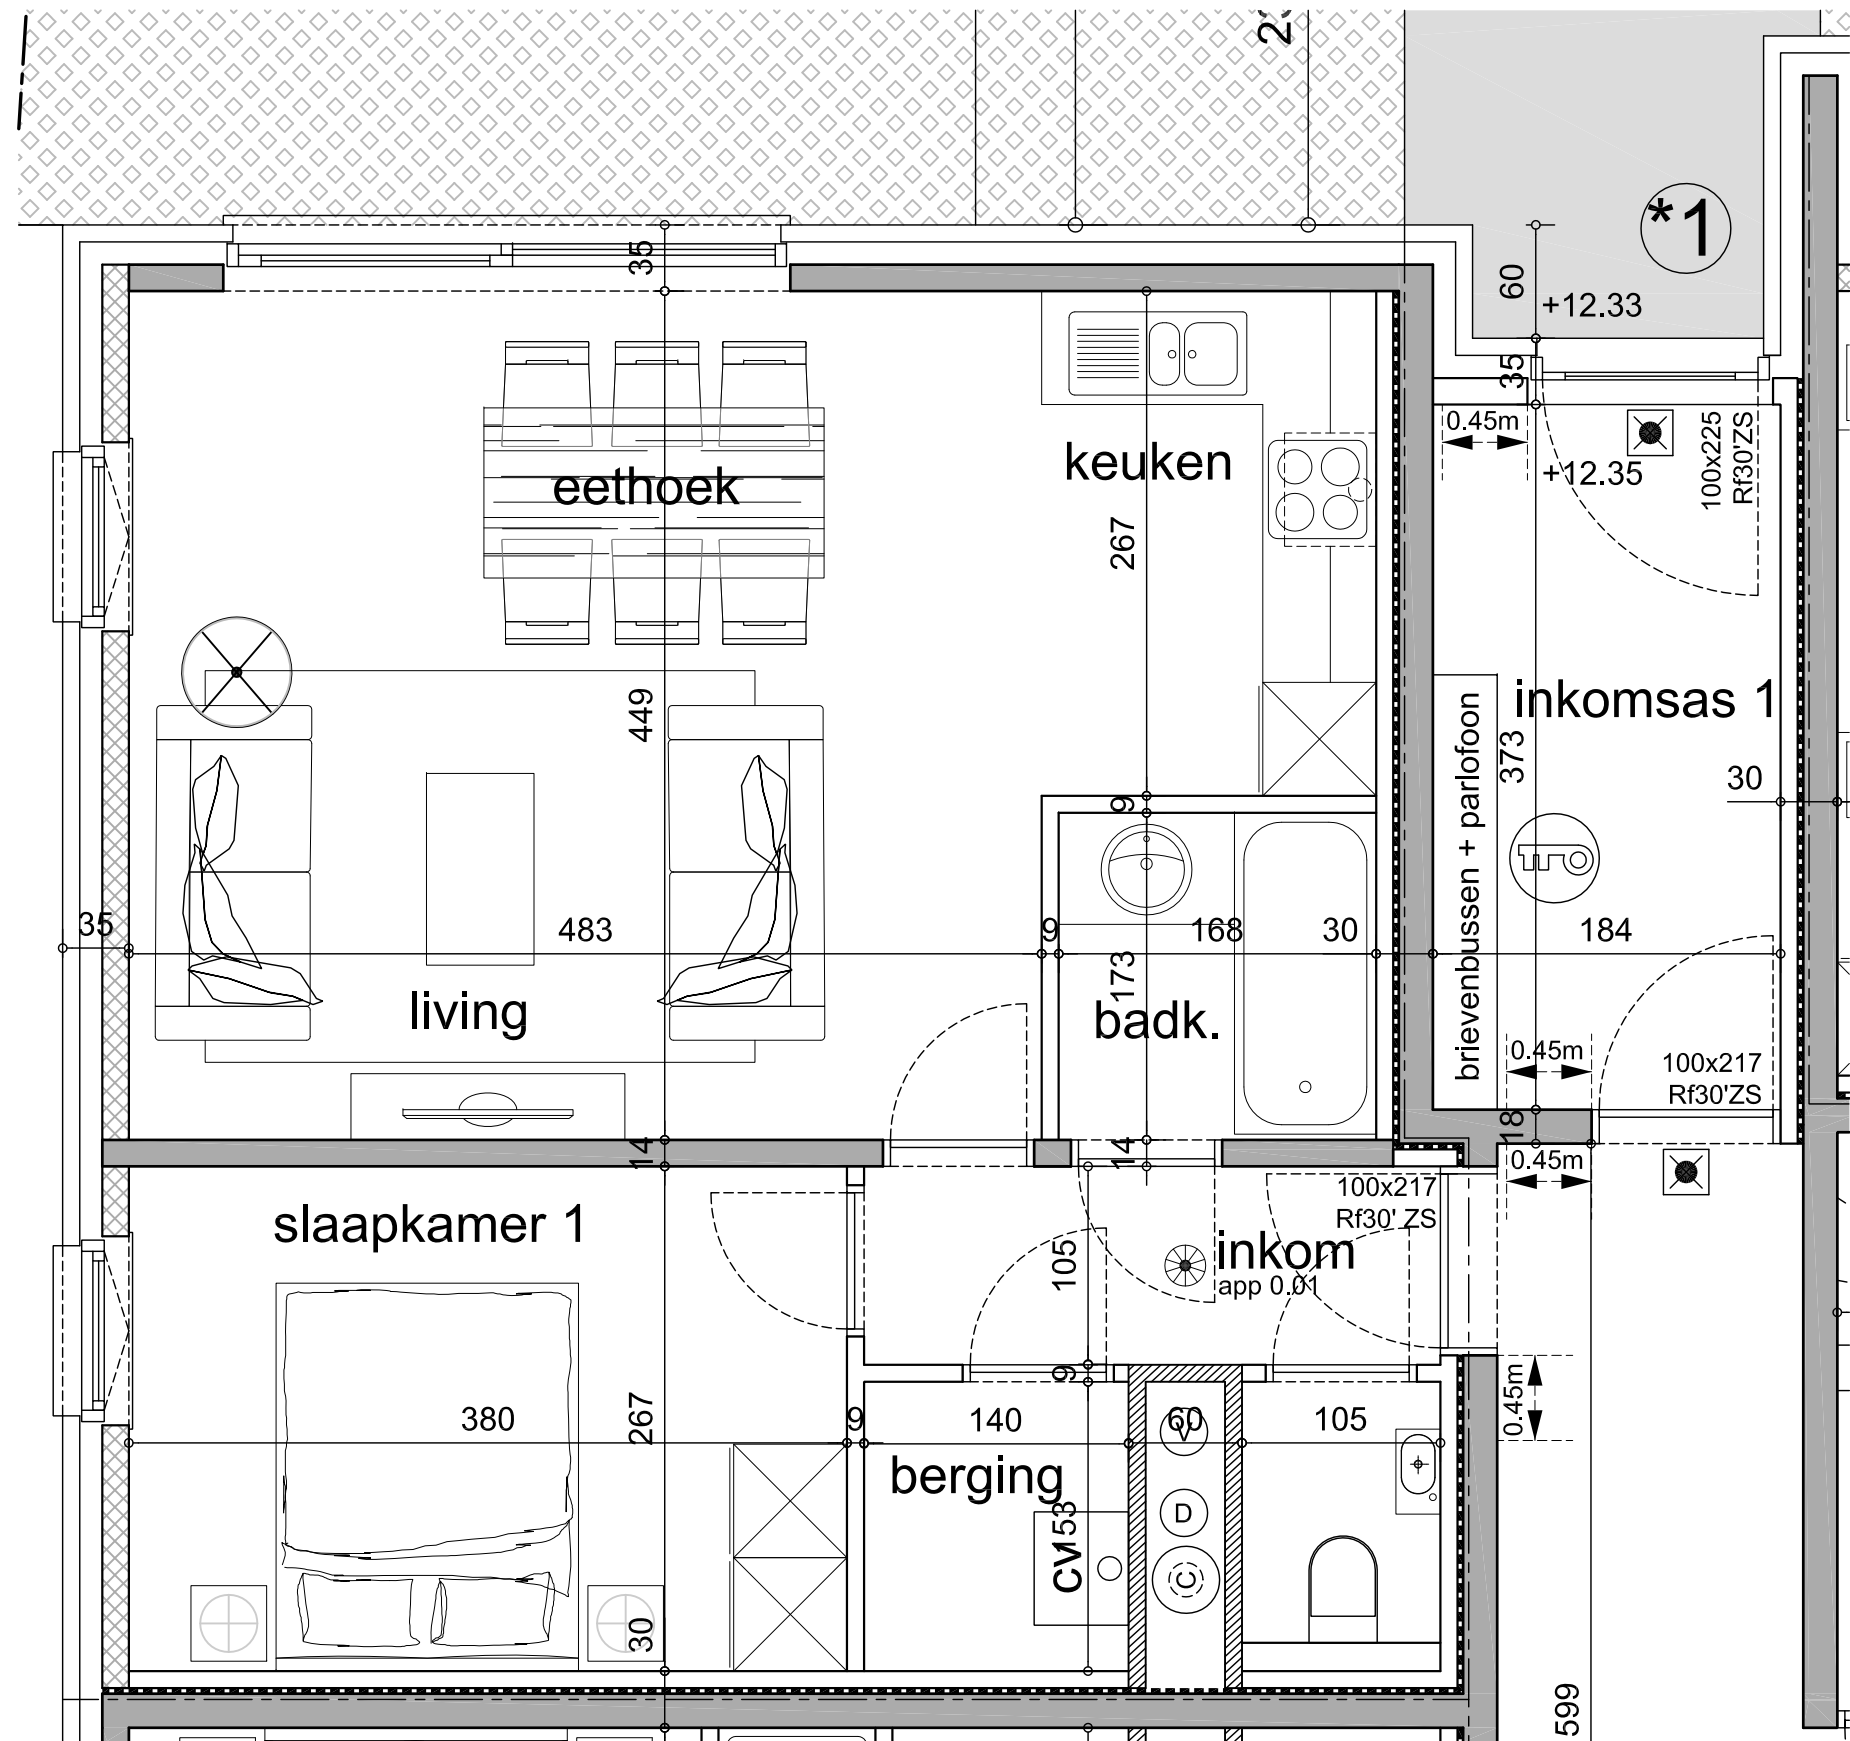 *1
35
60
+12.33
35
0.45m
+12.35
100x225
Rf30'ZS
eethoek
keuken
267
449
inkomsas 1
brievenbussen + parlofoon
373
30
9
35
483
9
168
30
184
173
living
badk.
0.45m
100x217
Rf30'ZS
18
14
14
0.45m
slaapkamer 1
100x217
Rf30' ZS
105
inkom
app 0.01
9
0.45m
380
267
9
140
60
105
V
berging
D
cv
153
C
30
599